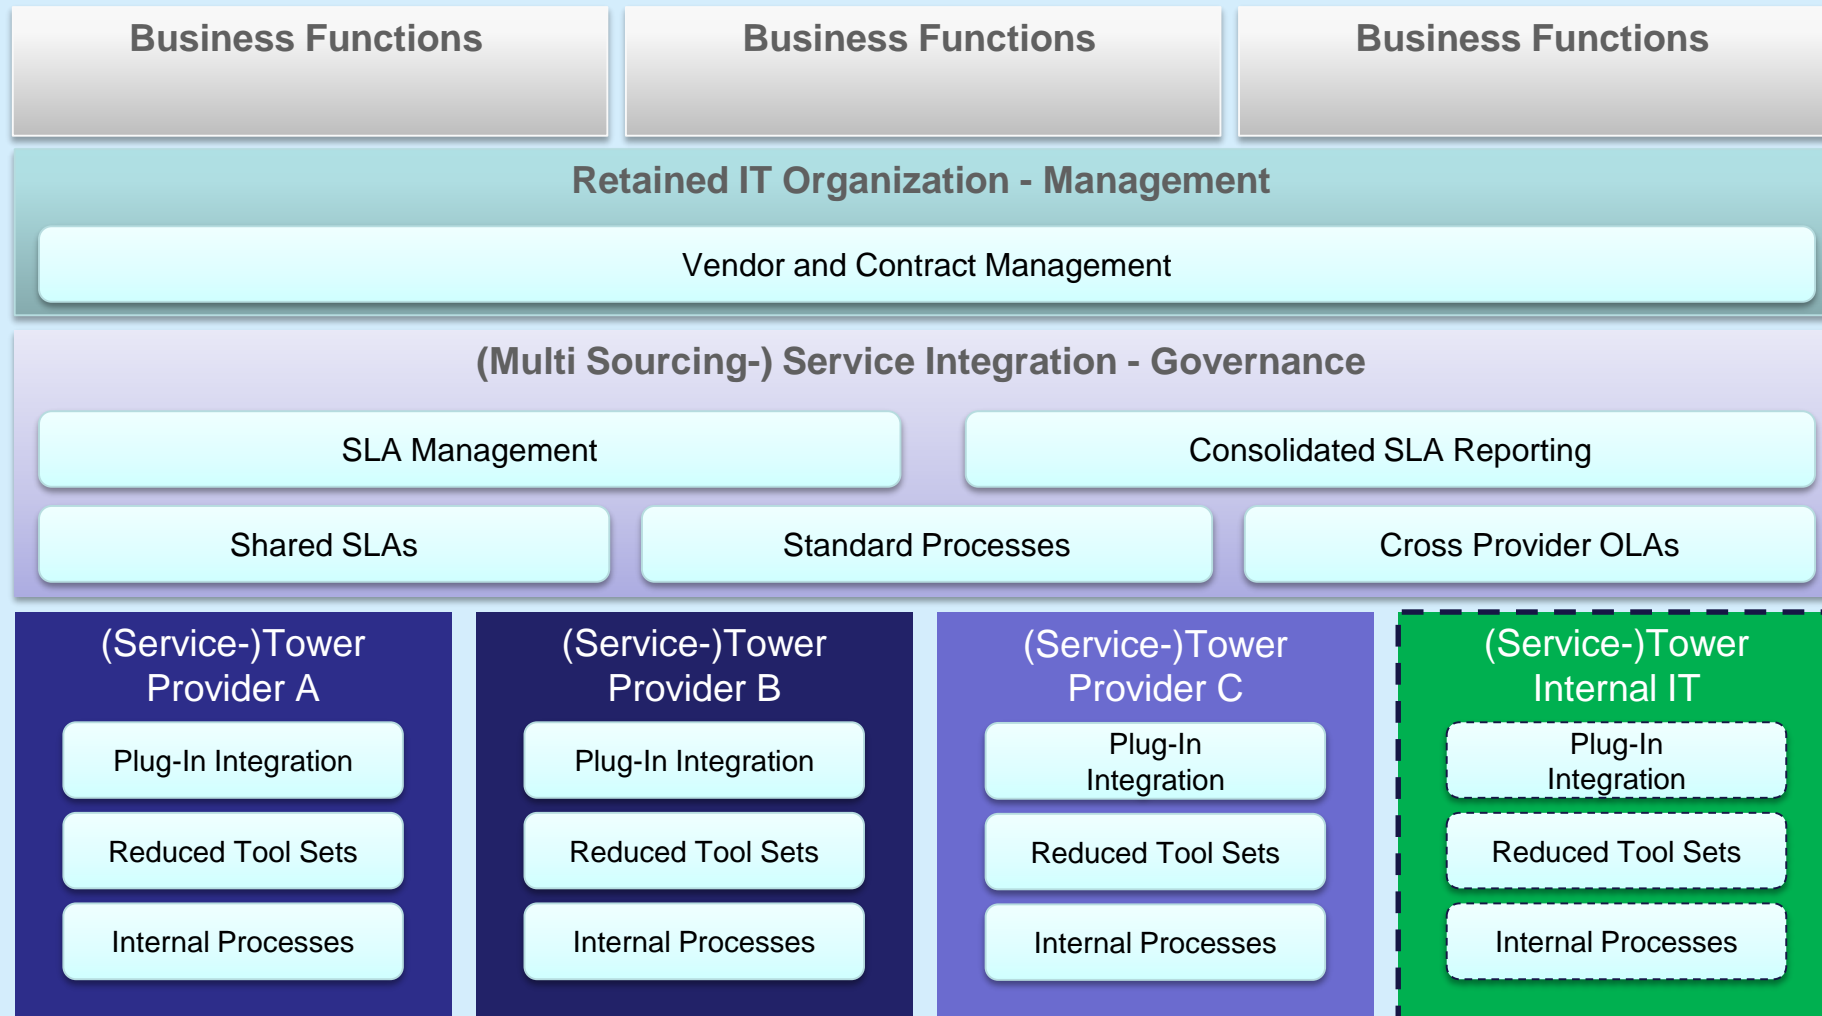 Business Functions
Business Functions
Business Functions
Retained IT Organization - Management
Vendor and Contract Management
(Multi Sourcing-) Service Integration - Governance
SLA Management
Consolidated SLA Reporting
Shared SLAs
Standard Processes
Cross Provider OLAs
(Service-)Tower
Provider A
Plug-In Integration
Reduced Tool Sets
Internal Processes
(Service-)Tower
Provider B
Plug-In Integration
Reduced Tool Sets
Internal Processes
(Service-)Tower
Provider C
Plug-In
Integration
Reduced Tool Sets
Internal Processes
(Service-)Tower
Internal IT
Plug-In
Integration
Reduced Tool Sets
Internal Processes